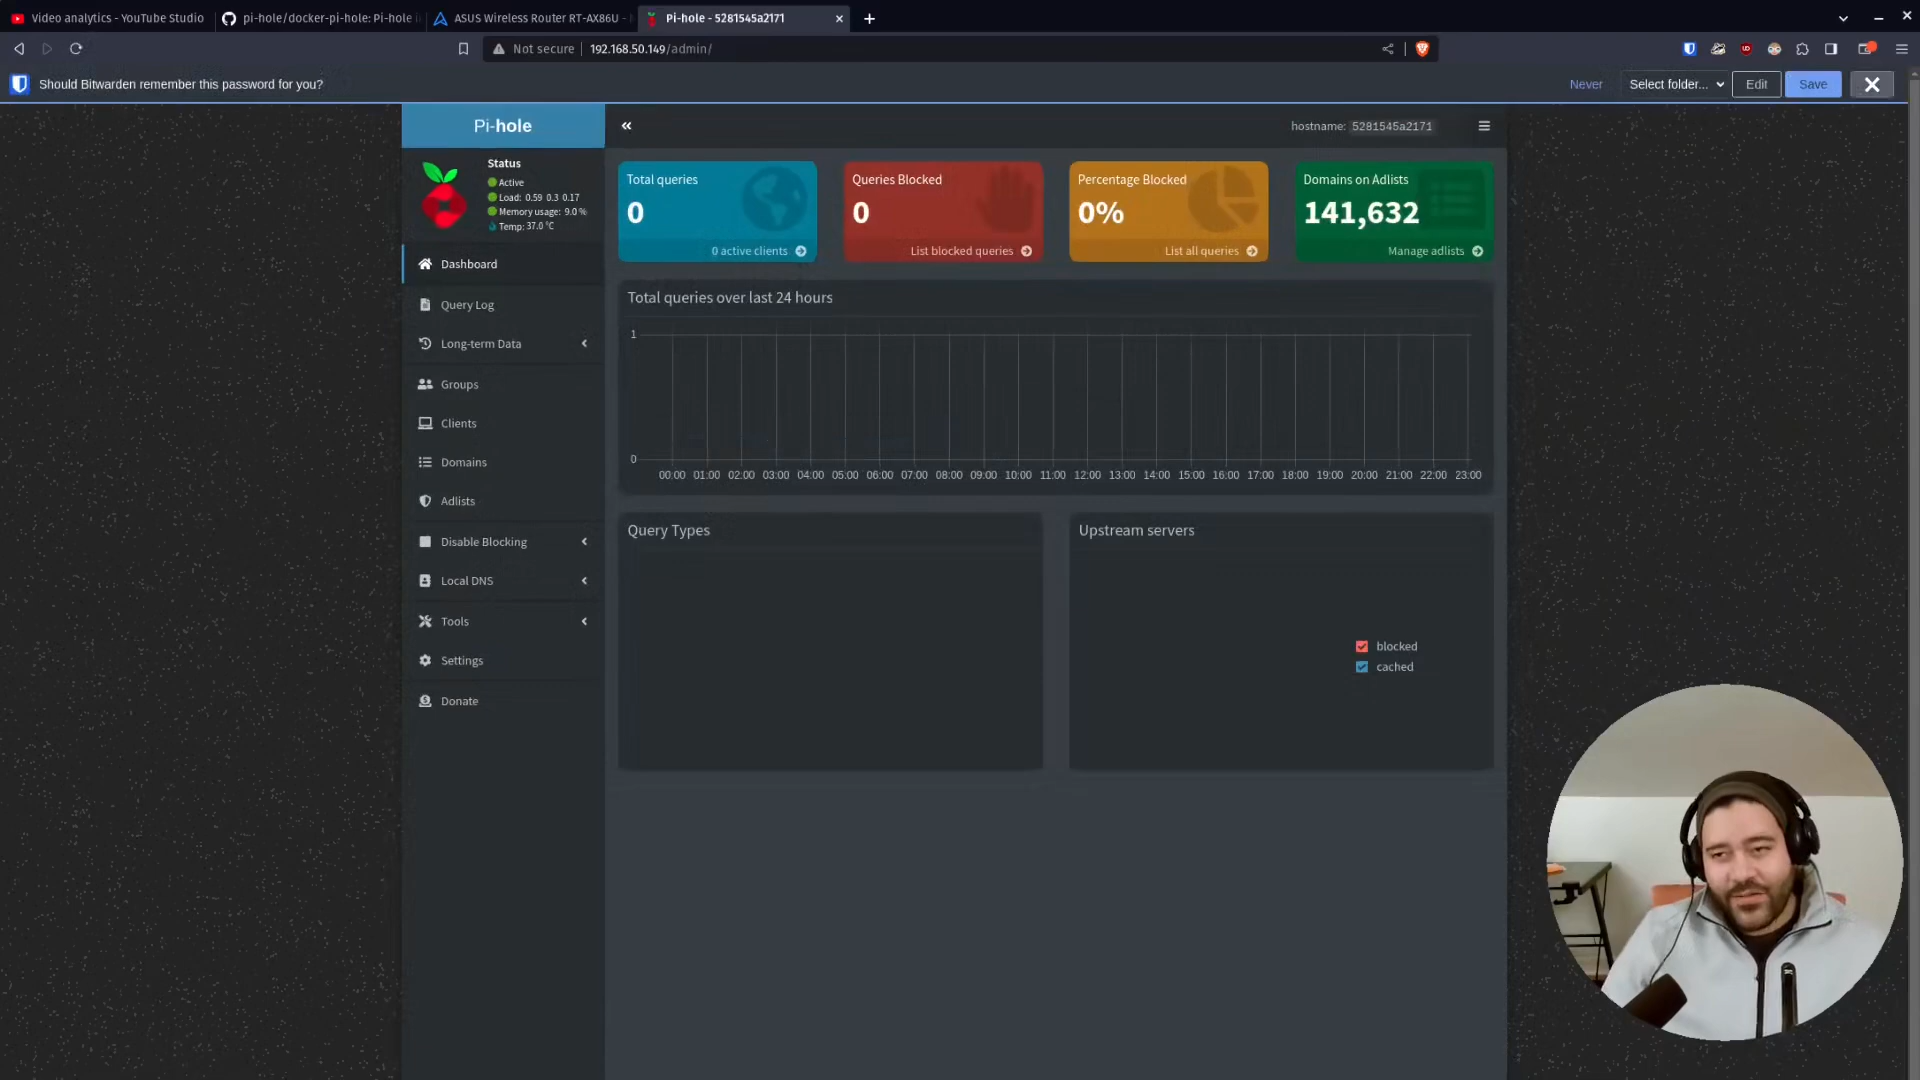 Video analytics - YouTube Studio
pi-hole/docker-pi-hole: Pi-hole i
ASUS Wireless Router RT-AX86U -
Pi-hole - 5281545a2171
Not secure
192.168.50.149/admin/
Should Bitwarden remember this password for you?
Never
Select folder...
Edit
Save
Pi-hole
hostname: 5281545a2171
Status
Active
Load: 0.59 0.3 0.17
Memory usage: 9.0 %
Temp: 37.0 °C
Total queries
0
0 active clients
Queries Blocked
0
List blocked queries
Percentage Blocked
0%
List all queries
Domains on Adlists
141,632
Manage adlists
Dashboard
Query Log
Long-term Data
Groups
Clients
Domains
Adlists
Disable Blocking
Local DNS
Tools
Settings
Donate
Total queries over last 24 hours
1
0
00:00 01:00 02:00 03:00 04:00 05:00 06:00 07:00 08:00 09:00 10:00 11:00 12:00 13:00 14:00 15:00 16:00 17:00 18:00 19:00 20:00 21:00 22:00 23:00
Query Types
Upstream servers
blocked
cached